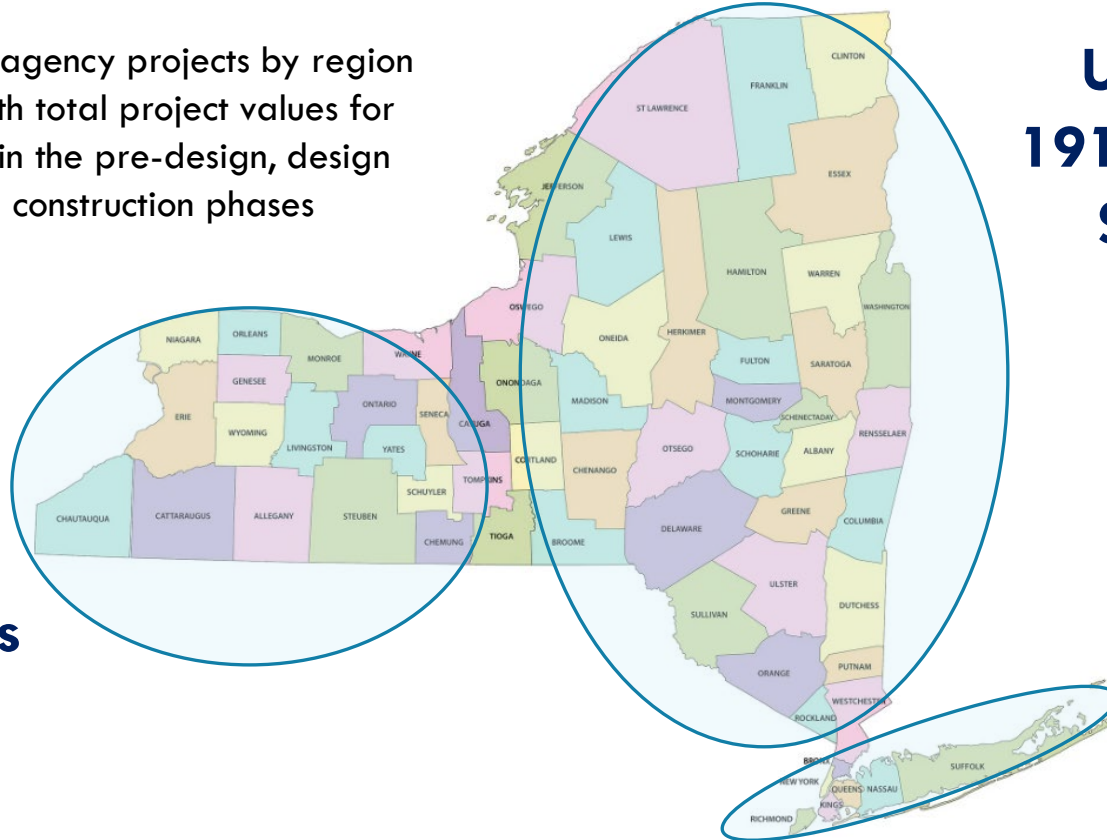 agency projects by region
th total project values for
in the pre-design, design
construction phases
U
191
S
s
CLINTON
FRANKLIN
ST LAWRENCE
ESSEX
JEFFERSON
LEWIS
HAMILTON
WARREN
WASHINGTON
OSWEGO
ONEIDA
HERKIMER
NIAGARA
ORLEANS
MONROE
WAYNE
FULTON
SARATOGA
GENESEE
ONONDAGA
MADISON
MONTGOMERY
ERIE
ONTARIO
SENECA
CAYUGA
SCHENECTADY
WYOMING
LIVINGSTON
YATES
OTSEGO
SCHOHARIE
ALBANY
RENSSELAER
CORTLAND
CHENANGO
TOMPKINS
SCHUYLER
CHAUTAUQUA
CATTARAUGUS
ALLEGANY
STEUBEN
CHEMUNG
TIOGA
BROOME
DELAWARE
GREENE
COLUMBIA
ULSTER
DUTCHESS
SULLIVAN
ORANGE
PUTNAM
WESTCHESTER
ROCKLAND
BRONX
NEW YORK
QUEENS
NASSAU
SUFFOLK
KINGS
RICHMOND